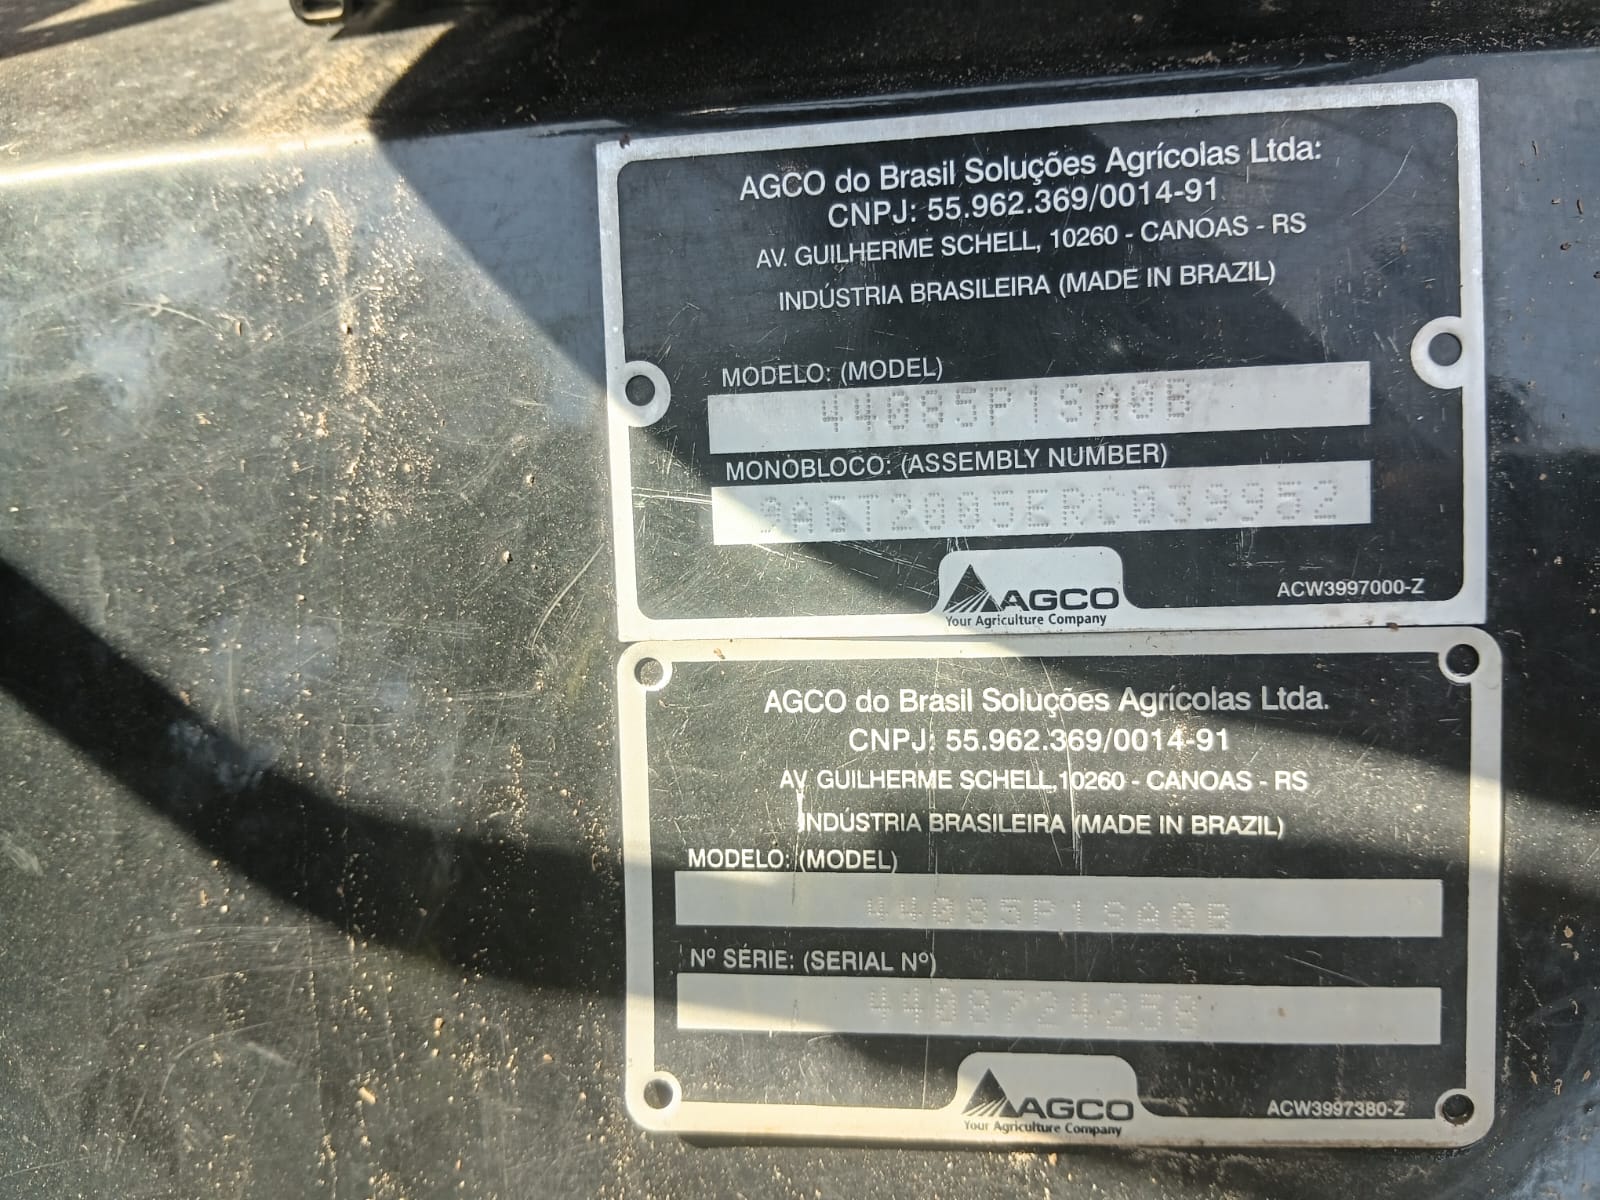 AGCO do Brasil Soluções Agrícolas Ltda:
CNPJ: 55.962.369/0014-91
AV. GUILHERME SCHELL, 10260 - CANOAS - RS
INDÚSTRIA BRASILEIRA (MADE IN BRAZIL)
MODELO: (MODEL)
44085P1SA0B
MONOBLOCO: (ASSEMBLY NUMBER)
AGCO
Your Agriculture Company
ACW3997000-Z
AGCO do Brasil Soluções Agrícolas Ltda.
CNPJ: 55.962.369/0014-91
AV GUILHERME SCHELL,10260 - CANOAS - RS
INDÚSTRIA BRASILEIRA (MADE IN BRAZIL)
MODELO: (MODEL)
44085P1SA0B
Nº SÉRIE: (SERIAL Nº)
4408724258
AGCO
Your Agriculture Company
ACW3997380-Z